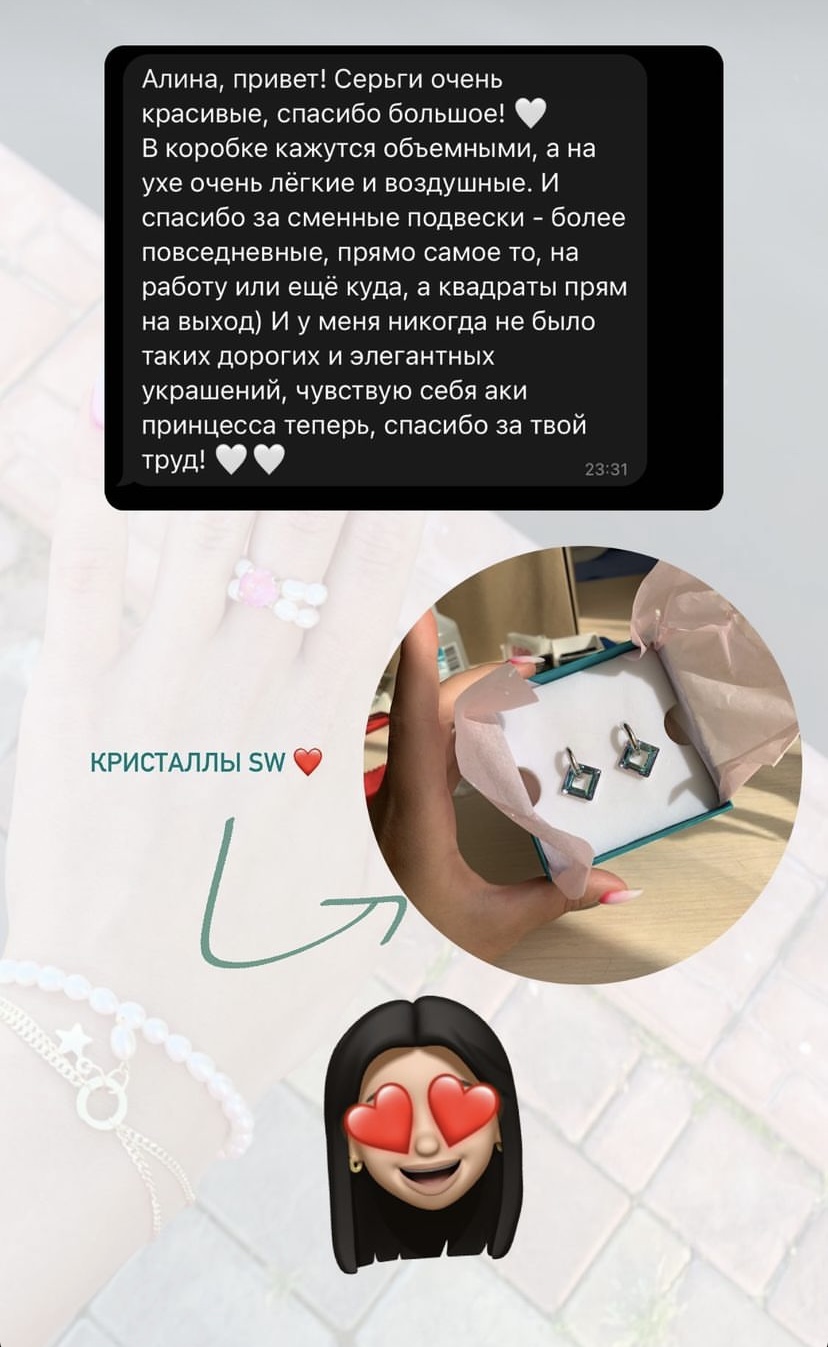 Алина, привет! Серьги очень
красивые, спасибо большое! 🤍
В коробке кажутся объемными, а на
ухе очень лёгкие и воздушные. И
спасибо за сменные подвески - более
повседневные, прямо самое то, на
работу или ещё куда, а квадраты прям
на выход) И у меня никогда не было
таких дорогих и элегантных
украшений, чувствую себя аки
принцесса теперь, спасибо за твой
труд! 🤍🤍
23:31
КРИСТАЛЛЫ SW ❤️